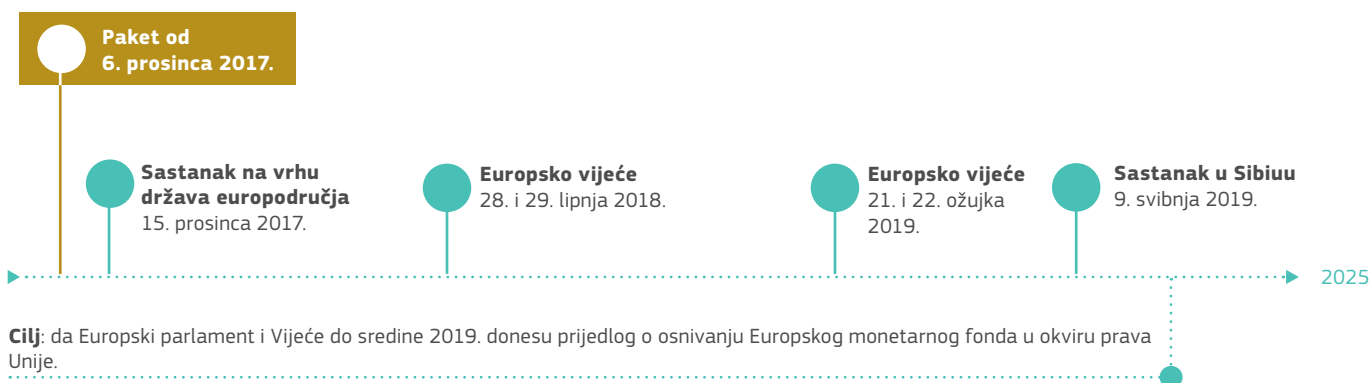 Paket od
6. prosinca 2017.
Sastanak na vrhu
država europodručja
15. prosinca 2017.
Europsko vijeće
28. i 29. lipnja 2018.
Europsko vijeće
21. i 22. ožujka
2019.
Sastanak u Sibiuu
9. svibnja 2019.
2025
Cilj: da Europski parlament i Vijeće do sredine 2019. donesu prijedlog o osnivanju Europskog monetarnog fonda u okviru prava
Unije.